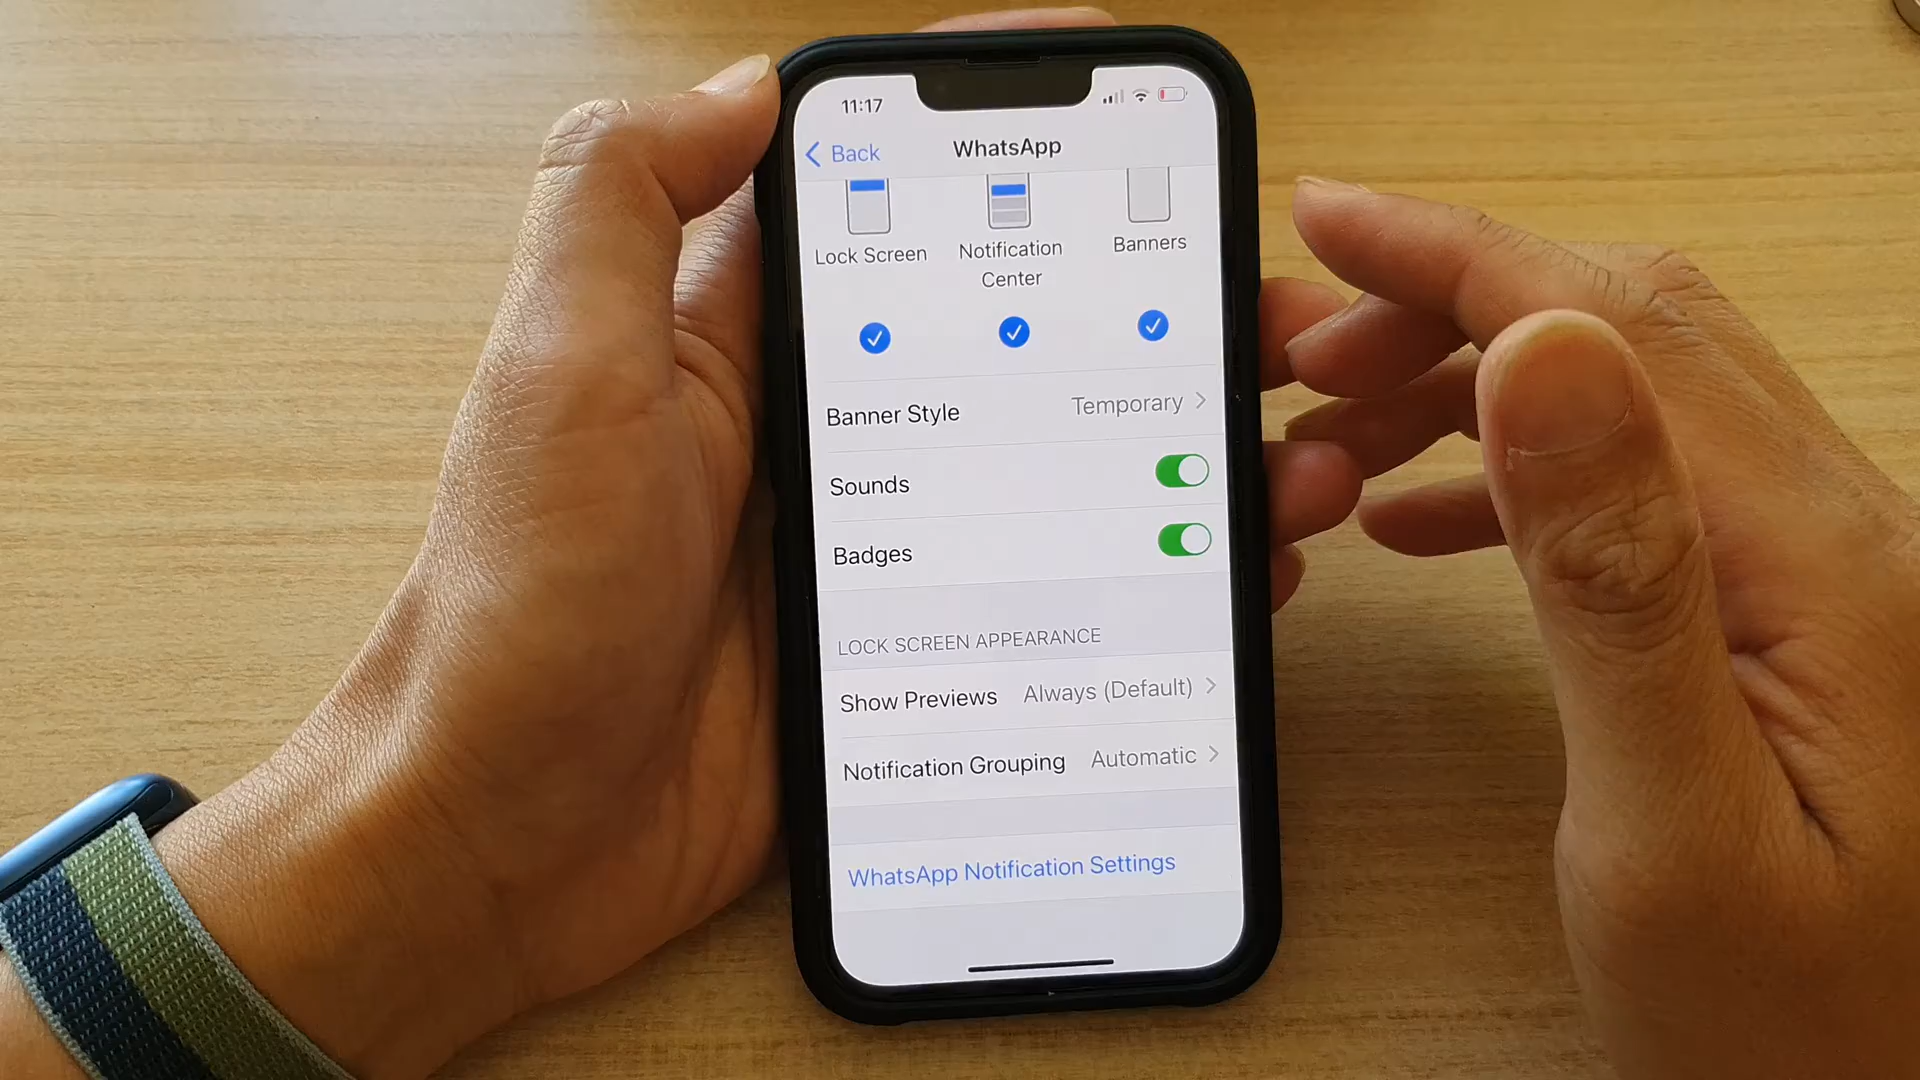 11:17
Back
WhatsApp
Lock Screen
Notification
Center
Banners
Banner Style
Temporary
Sounds
Badges
LOCK SCREEN APPEARANCE
Show Previews
Always (Default)
Notification Grouping
Automatic
WhatsApp Notification Settings